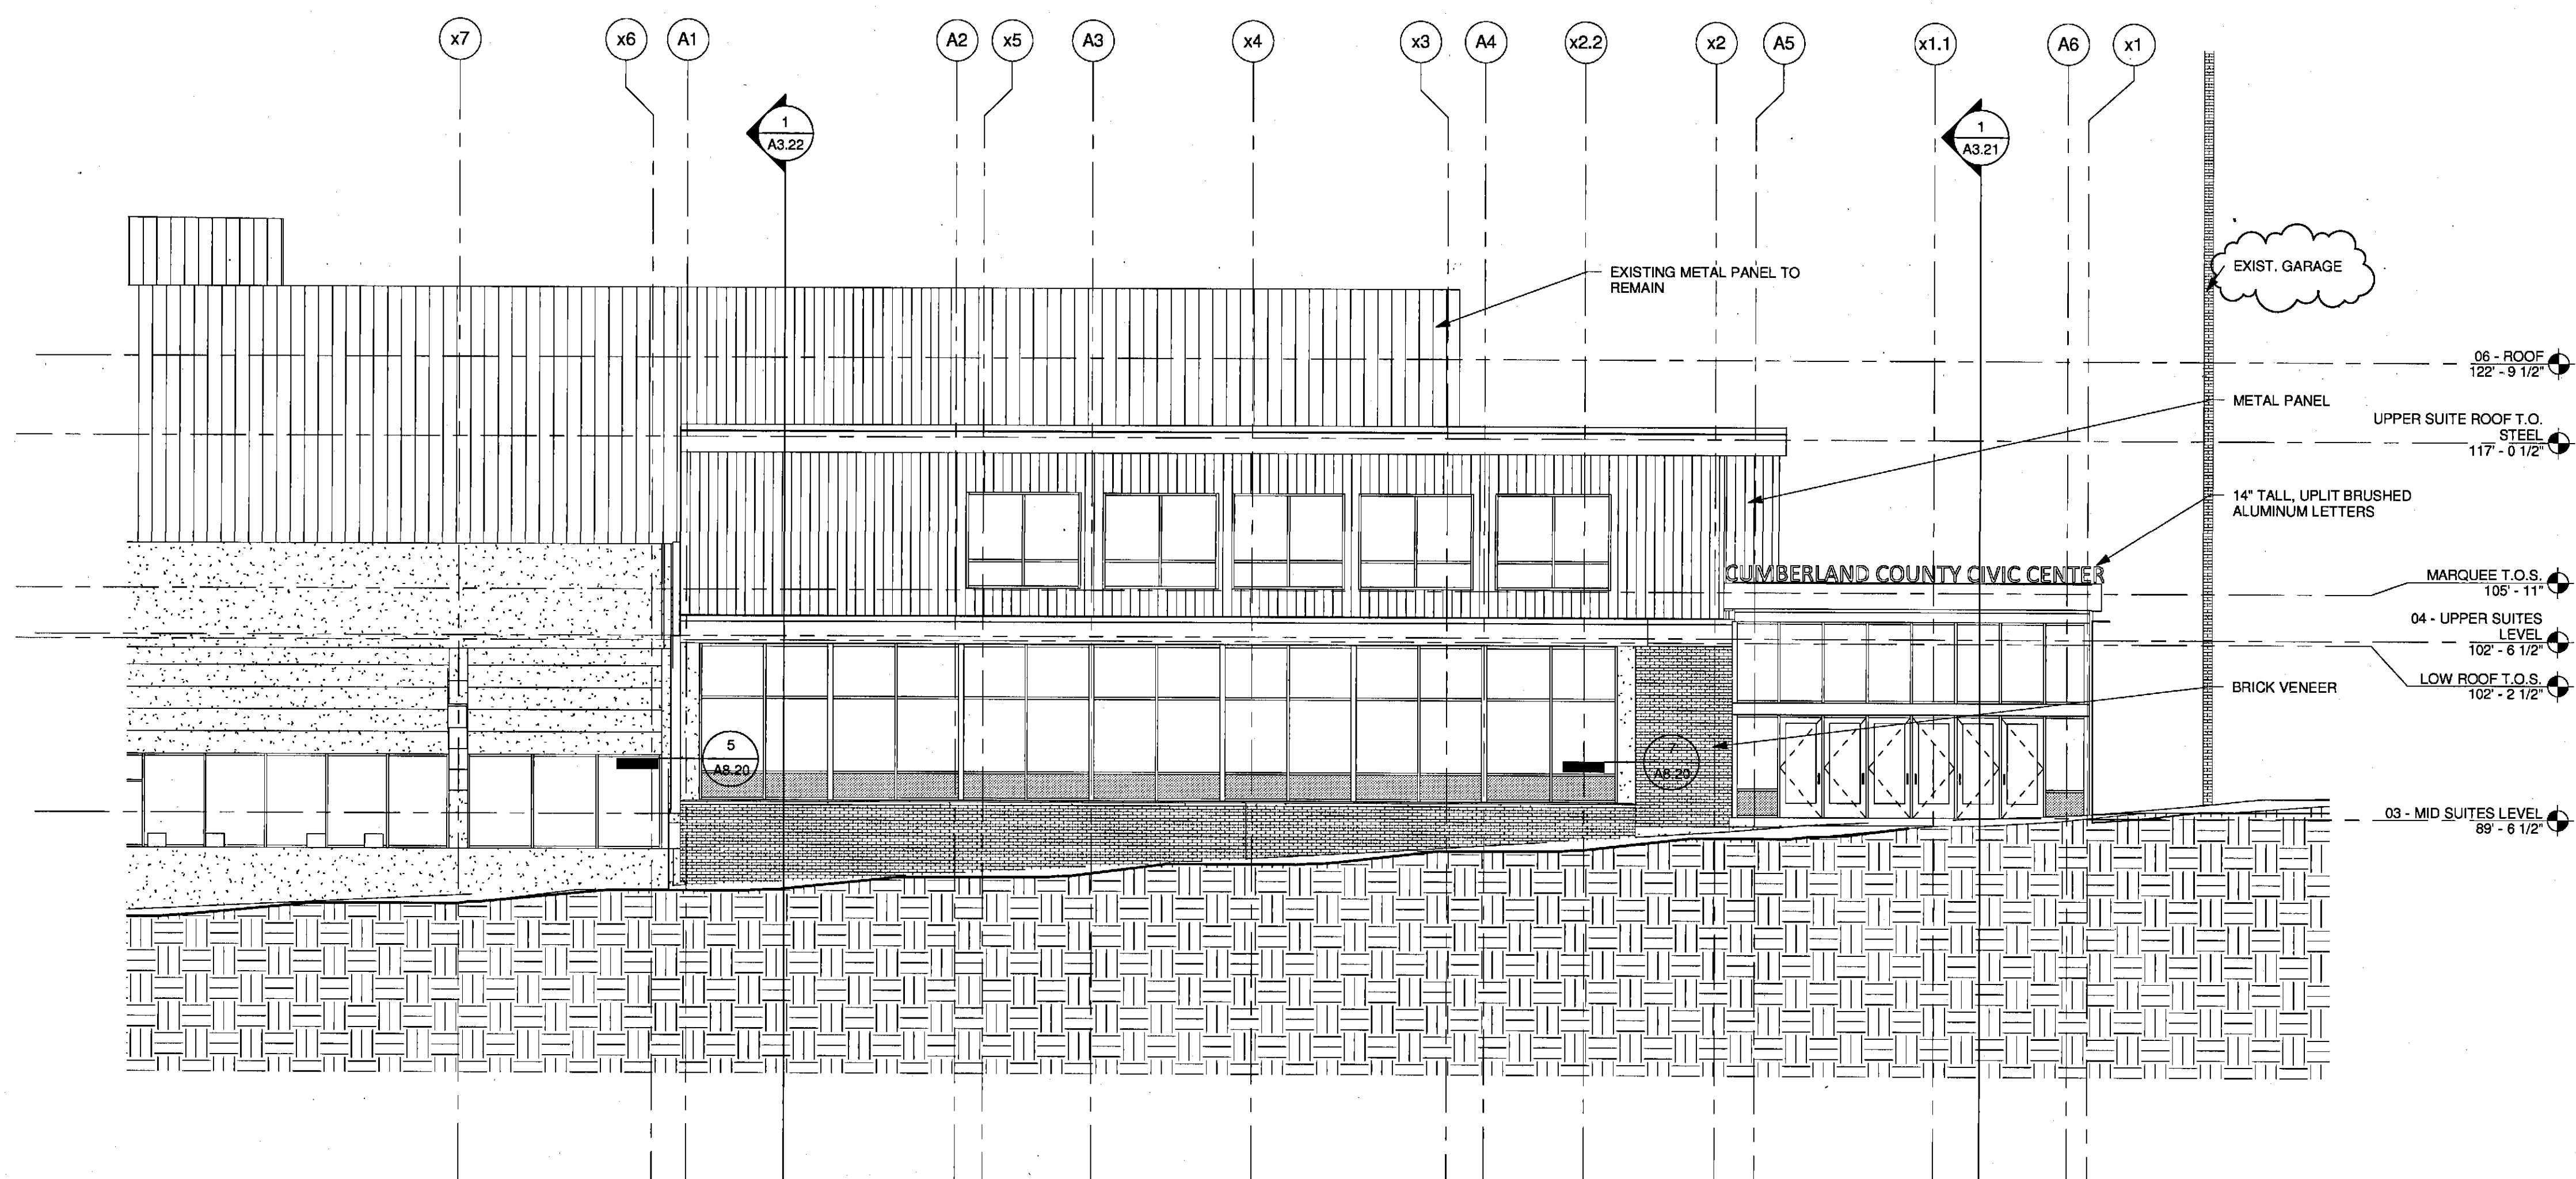 x7
x6
A1
A2
x5
A3
x4
x3
A4
x2.2
x2
A5
x1.1
A6
x1
1
A3.22
1
A3.21
EXISTING METAL PANEL TO
REMAIN
EXIST. GARAGE
06 - ROOF
122' - 9 1/2"
METAL PANEL
UPPER SUITE ROOF T.O.
STEEL
117' - 0 1/2"
14" TALL, UPLIT BRUSHED
ALUMINUM LETTERS
CUMBERLAND COUNTY CIVIC CENTER
MARQUEE T.O.S.
105' - 11"
04 - UPPER SUITES
LEVEL
102' - 6 1/2"
LOW ROOF T.O.S.
102' - 2 1/2"
BRICK VENEER
5
A8.20
7
A8.20
03 - MID SUITES LEVEL
89' - 6 1/2"